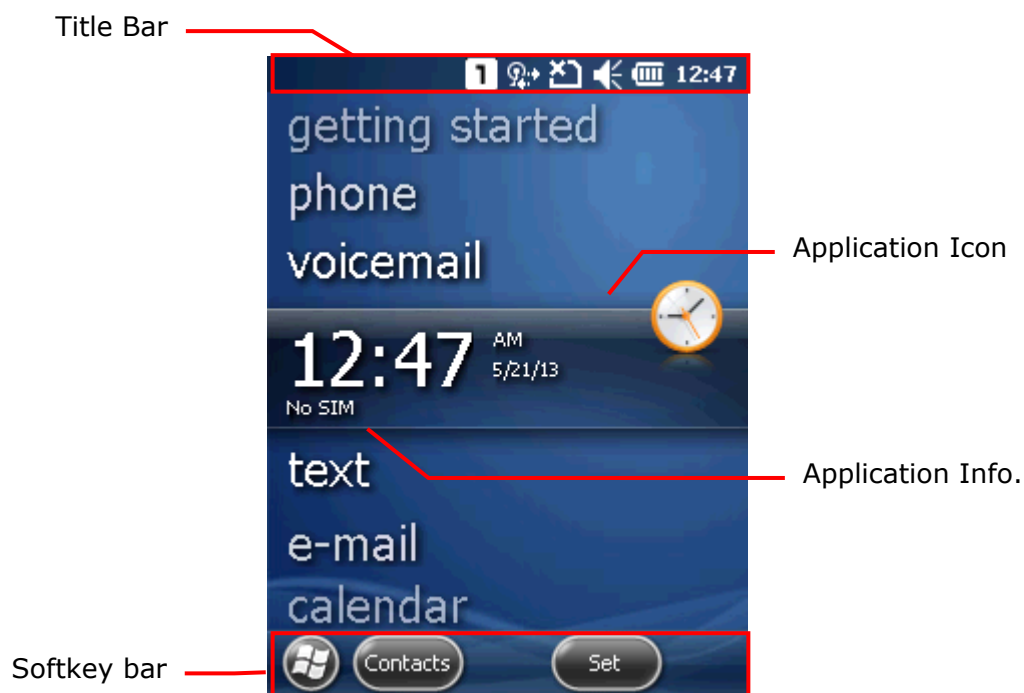 Title Bar
1 12:47
getting started
phone
voicemail
Application Icon
12:47 AM
5/21/13
No SIM
text
Application Info.
e-mail
calendar
Softkey bar
Contacts Set